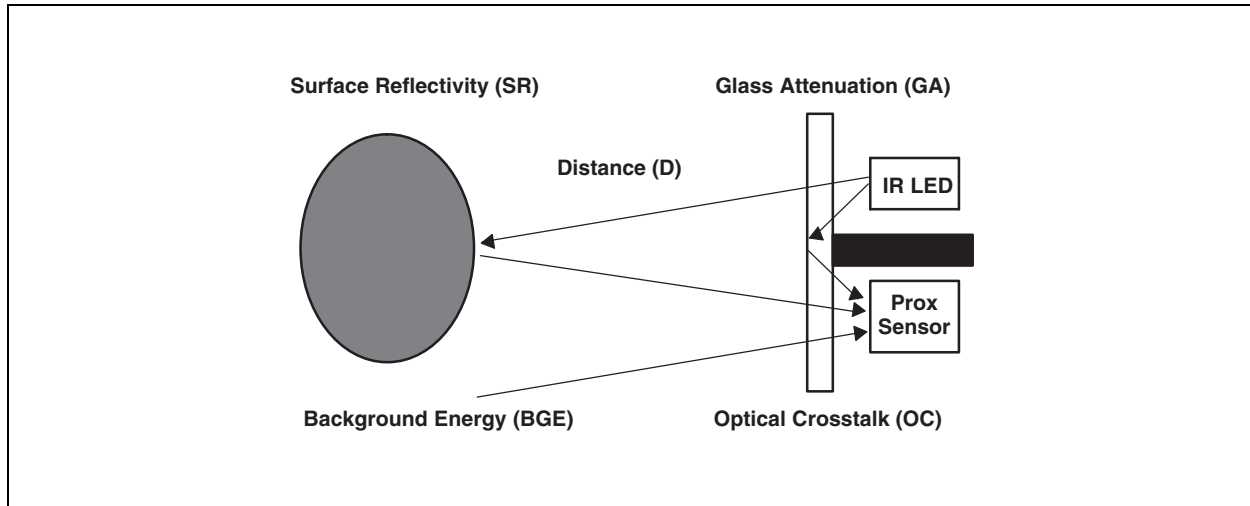 Surface Reflectivity (SR)
Glass Attenuation (GA)
Distance (D)
IR LED
Prox
Sensor
Background Energy (BGE)
Optical Crosstalk (OC)